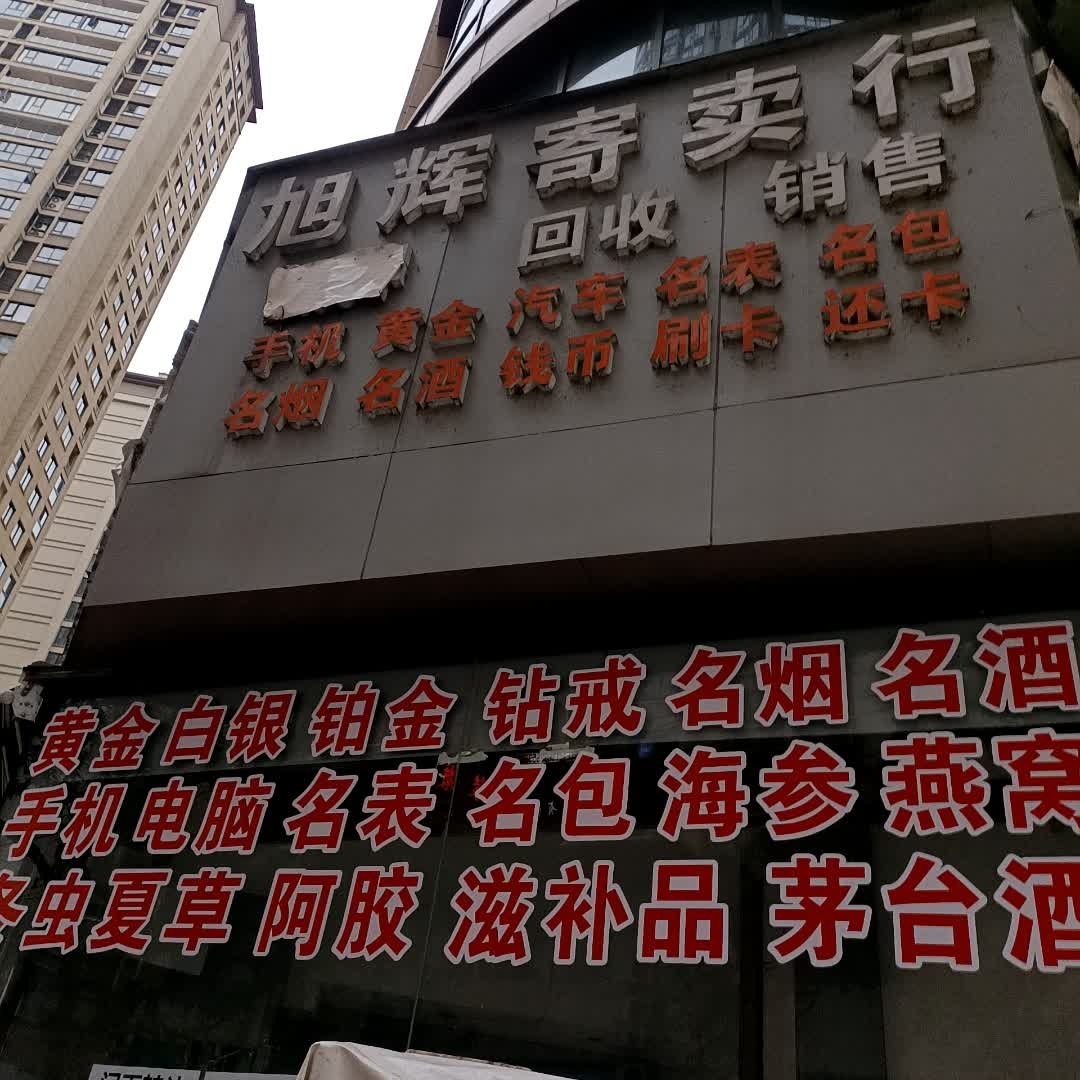 旭辉寄卖行
回收 销售
手机 黄金 汽车 名表 名包
名烟 名酒 钱币 刷卡 还卡
黄金 白银 铂金 钻戒 名烟 名酒
手机 电脑 名表 名包 海参 燕窝
冬虫夏草 阿胶 滋补品 茅台酒